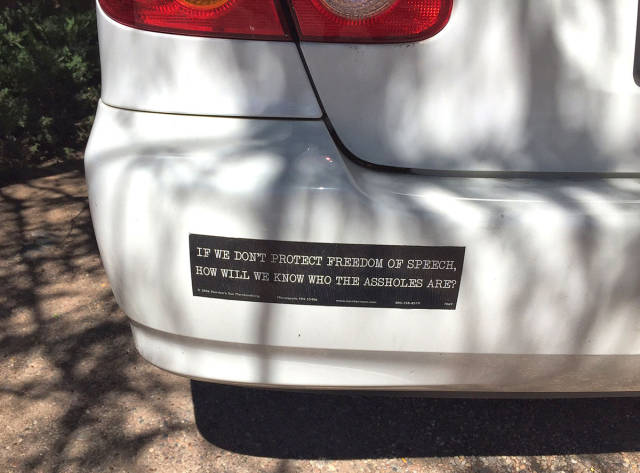 IF WE DON'T PROTECT FREEDOM OF SPEECH,
HOW WILL WE KNOW WHO THE ASSHOLES ARE?